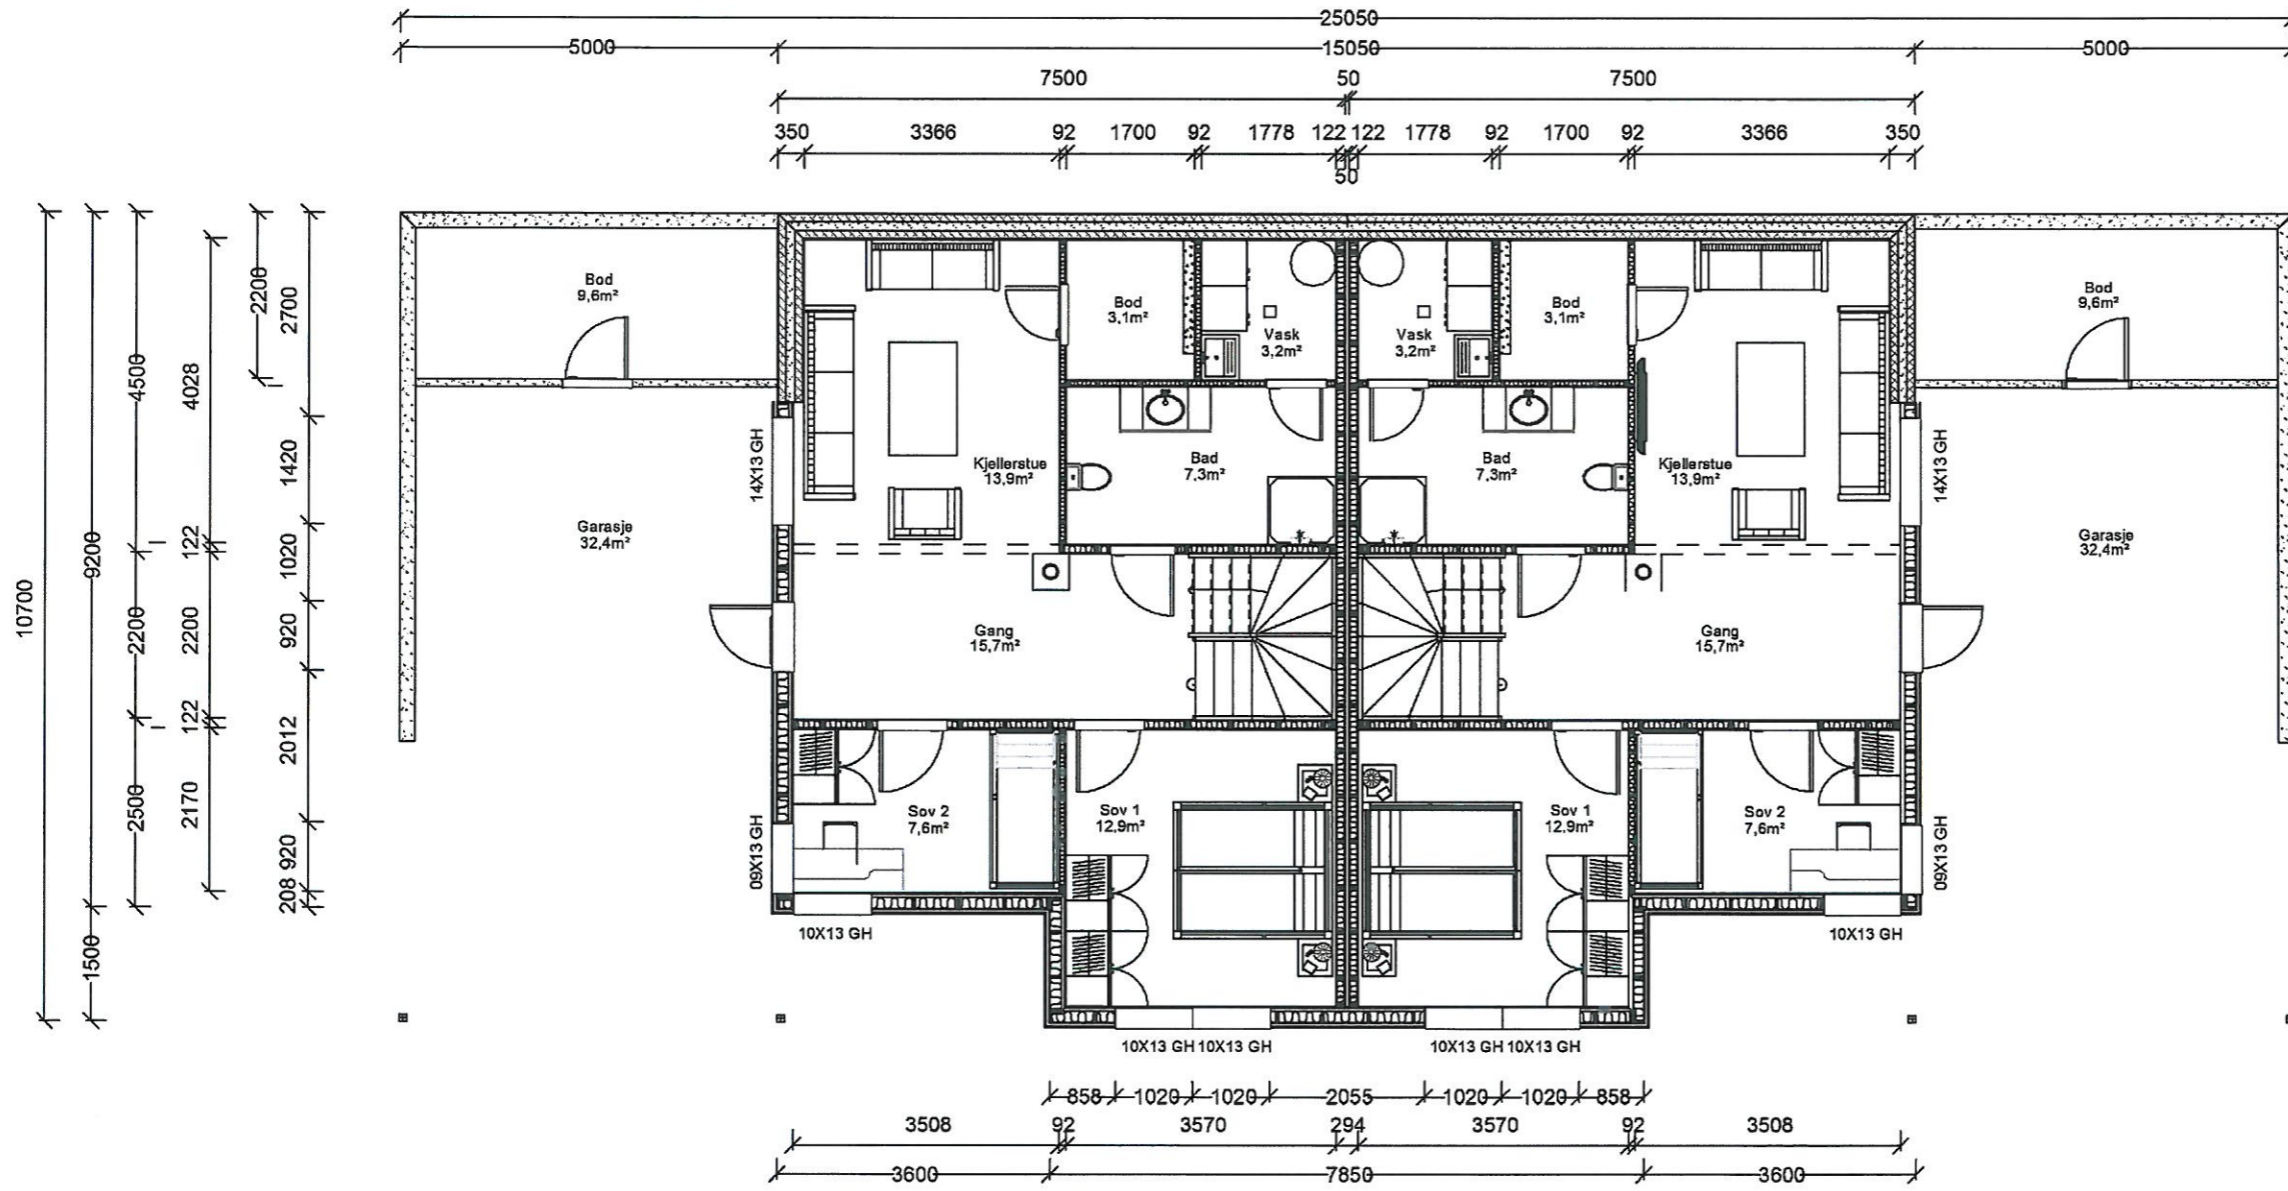 25050
5000 15050 5000
7500 50 7500
350 3366 92 1700 92 1778 122 122 1778 92 1700 92 3366 350
50
10700
9200
1500
4500
2200
2500
4028
122
2200
122
2170
2200
2700
1420
1020
920
2012
920
208
Bod
9,6m²
Garasje
32,4m²
14X13 GH
09X13 GH
Kjellerstue
13,9m²
Bod
3,1m²
Vask
3,2m²
Bad
7,3m²
Gang
15,7m²
Sov 2
7,6m²
Sov 1
12,9m²
Vask
3,2m²
Bod
3,1m²
Bad
7,3m²
Kjellerstue
13,9m²
Gang
15,7m²
Sov 1
12,9m²
Sov 2
7,6m²
14X13 GH
09X13 GH
Bod
9,6m²
Garasje
32,4m²
10X13 GH
10X13 GH
10X13 GH 10X13 GH
10X13 GH 10X13 GH
858 1020 1020 2055 1020 1020 858
3508 92 3570 294 3570 92 3508
3600 7850 3600